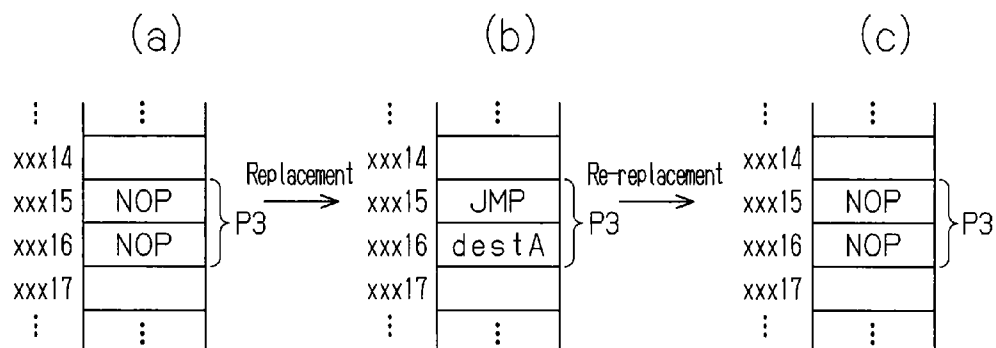 (a) (b) (c)
⋮ ⋮ ⋮ ⋮ ⋮ ⋮
xxx14 xxx14 xxx14
Replacement Re-replacement
xxx15 NOP xxx15 JMP xxx15 NOP
P3 P3 P3
xxx16 NOP xxx16 destA xxx16 NOP
xxx17 xxx17 xxx17
⋮ ⋮ ⋮ ⋮ ⋮ ⋮